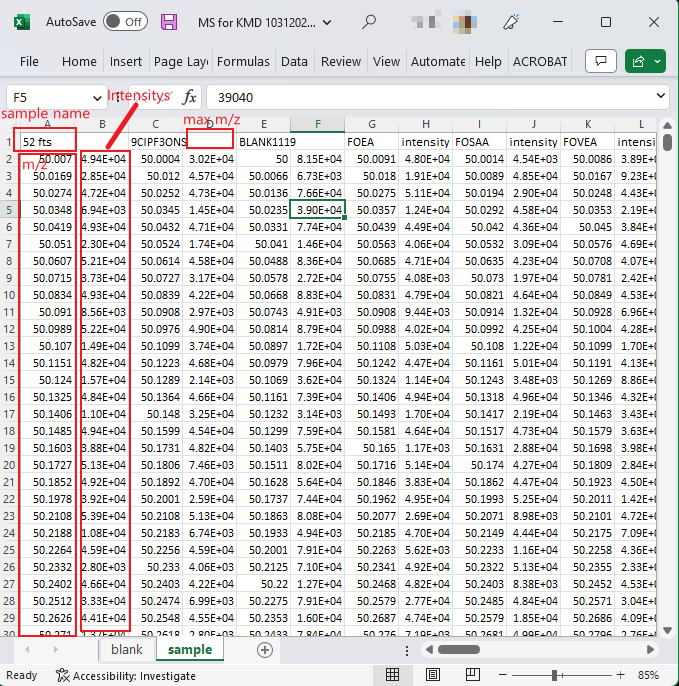 AutoSave Off MS for KMD 1031202...
File Home Insert Page Lay Formulas Data Review View Automate Help ACROBAT
F5 fx 39040
sample name Intensitys max m/z
m/z
A B C D E F G H I J K L
1 52 fts 9CIPF3ONS BLANK1119 FOEA intensity FOSAA intensity FOVEA intensi
2 50.007 4.94E+04 50.0004 3.02E+04 50 8.15E+04 50.0091 4.80E+04 50.0014 4.54E+03 50.0086 3.89E+
3 50.0169 2.85E+04 50.012 4.57E+04 50.0066 6.73E+03 50.018 1.91E+04 50.0089 4.85E+04 50.0167 9.23E+
4 50.0274 4.72E+04 50.0252 4.73E+04 50.0136 7.66E+04 50.0275 5.11E+04 50.0194 2.90E+04 50.0248 4.43E+
5 50.0348 6.94E+03 50.0345 1.45E+04 50.0235 3.90E+04 50.0357 1.24E+04 50.0292 4.58E+04 50.0353 2.19E+
6 50.0419 4.93E+04 50.0432 4.71E+04 50.0331 7.74E+04 50.0439 4.49E+04 50.042 4.36E+04 50.045 3.84E+
7 50.051 2.30E+04 50.0524 1.74E+04 50.041 1.46E+04 50.0563 4.06E+04 50.0532 3.09E+04 50.0576 4.69E+
8 50.0607 5.21E+04 50.0614 4.58E+04 50.0488 8.36E+04 50.0685 4.71E+04 50.0635 4.23E+04 50.0708 4.07E+
9 50.0715 3.73E+04 50.0727 3.17E+04 50.0578 2.72E+04 50.0755 4.08E+03 50.073 1.97E+04 50.0781 2.42E+
10 50.0834 4.93E+04 50.0839 4.22E+04 50.0668 8.83E+04 50.0831 4.79E+04 50.0821 4.64E+04 50.0849 4.53E+
11 50.091 8.56E+03 50.0908 2.97E+03 50.0743 4.91E+03 50.0908 9.44E+03 50.0914 1.32E+04 50.0928 6.96E+
12 50.0989 5.22E+04 50.0976 4.90E+04 50.0814 8.79E+04 50.0988 4.02E+04 50.0992 4.25E+04 50.1004 4.28E+
13 50.107 1.49E+04 50.1099 3.74E+04 50.0897 1.72E+04 50.1108 5.03E+04 50.108 1.22E+04 50.1099 1.70E+
14 50.1151 4.82E+04 50.1223 4.68E+04 50.0979 7.96E+04 50.1242 4.47E+04 50.1161 5.01E+04 50.1191 4.13E+
15 50.124 1.57E+04 50.1289 2.14E+03 50.1069 3.62E+04 50.1324 1.14E+04 50.1243 3.48E+03 50.1269 8.86E+
16 50.1325 4.84E+04 50.1364 4.66E+04 50.1161 7.39E+04 50.1406 4.94E+04 50.1318 4.96E+04 50.1346 4.32E+
17 50.1406 1.10E+04 50.148 3.25E+04 50.1232 3.14E+03 50.1493 1.70E+04 50.1417 2.19E+04 50.1463 3.43E+
18 50.1485 4.94E+04 50.1599 4.54E+04 50.1299 7.59E+04 50.1581 4.64E+04 50.1517 4.73E+04 50.1579 3.63E+
19 50.1603 3.88E+04 50.1731 4.82E+04 50.1403 5.75E+04 50.165 1.17E+03 50.1631 2.88E+04 50.1698 3.98E+
20 50.1727 5.13E+04 50.1806 7.46E+03 50.1511 8.02E+04 50.1716 5.14E+04 50.174 4.27E+04 50.1809 2.84E+
21 50.1852 4.92E+04 50.1892 4.70E+04 50.1628 5.64E+04 50.1846 3.83E+04 50.1862 4.47E+04 50.1923 4.50E+
22 50.1978 3.92E+04 50.2001 2.59E+04 50.1737 7.44E+04 50.1962 4.95E+04 50.1993 5.25E+04 50.2011 1.42E+
23 50.2108 5.39E+04 50.2108 5.13E+04 50.1863 8.08E+04 50.2077 2.69E+04 50.2071 8.98E+03 50.2101 4.72E+
24 50.2188 1.08E+04 50.2183 6.74E+03 50.1933 4.94E+03 50.2185 4.70E+04 50.2149 4.44E+04 50.2175 7.09E+
25 50.2264 4.59E+04 50.2256 4.59E+04 50.2001 7.91E+04 50.2263 5.62E+03 50.2233 1.16E+04 50.2258 4.36E+
26 50.2332 2.80E+03 50.233 4.06E+03 50.2125 7.10E+04 50.2341 4.92E+04 50.2322 5.13E+04 50.2355 2.33E+
27 50.2402 4.66E+04 50.2403 4.22E+04 50.22 1.27E+04 50.2468 4.82E+04 50.2403 8.38E+03 50.2452 4.53E+
28 50.2512 3.33E+04 50.2474 6.99E+03 50.2275 7.91E+04 50.2579 2.77E+04 50.2485 4.84E+04 50.2571 3.04E+
29 50.2626 4.41E+04 50.2548 4.55E+04 50.2353 1.60E+04 50.2687 4.74E+04 50.2579 1.85E+04 50.2686 4.09E+
30 50.271 1.37E+04 50.2618 2.80E+03 50.2433 7.84E+04 50.276 7.19E+03 50.2681 4.99E+04 50.2796 2.76E+
blank sample
Ready Accessibility: Investigate 85%